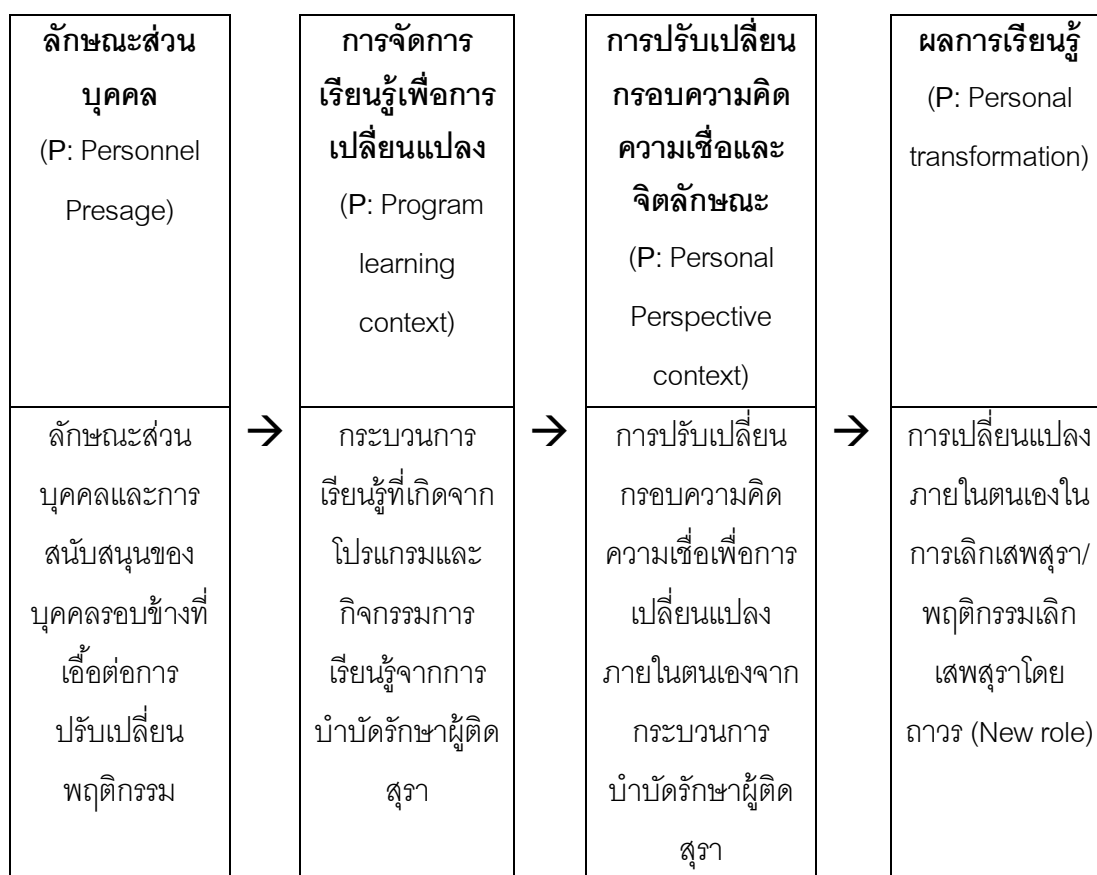 ลักษณะส่วน
บุคคล
(P: Personnel
Presage)
การจัดการ
เรียนรู้เพื่อการ
เปลี่ยนแปลง
(P: Program
learning
context)
การปรับเปลี่ยน
กรอบความคิด
ความเชื่อและ
จิตลักษณะ
(P: Personal
Perspective
context)
ผลการเรียนรู้
(P: Personal
transformation)
ลักษณะส่วน
บุคคลและการ
สนับสนุนของ
บุคคลรอบข้างที่
เอื้อต่อการ
ปรับเปลี่ยน
พฤติกรรม
→
กระบวนการ
เรียนรู้ที่เกิดจาก
โปรแกรมและ
กิจกรรมการ
เรียนรู้จากการ
บำบัดรักษาผู้ติด
สุรา
→
การปรับเปลี่ยน
กรอบความคิด
ความเชื่อเพื่อการ
เปลี่ยนแปลง
ภายในตนเองจาก
กระบวนการ
บำบัดรักษาผู้ติด
สุรา
→
การเปลี่ยนแปลง
ภายในตนเองใน
การเลิกเสพสุรา/
พฤติกรรมเลิก
เสพสุราโดย
ถาวร (New role)